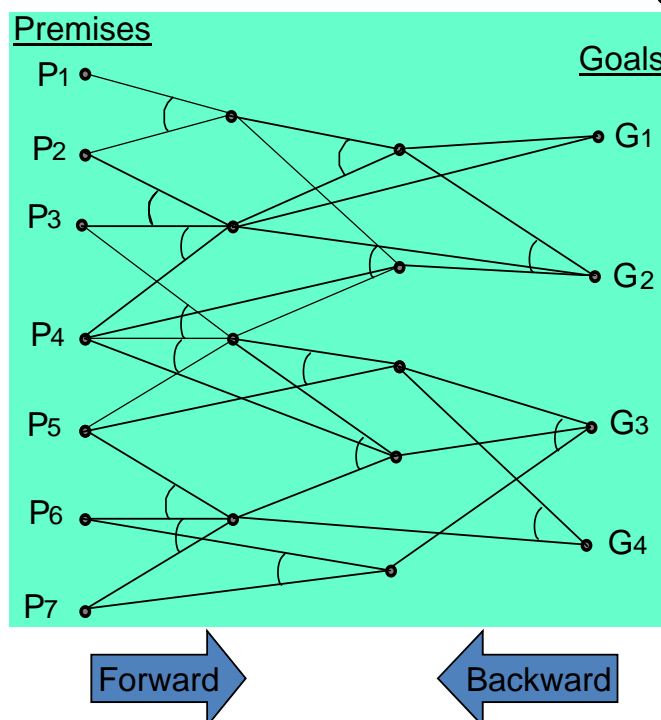 Premises
Goals
P1
P2
P3
P4
P5
P6
P7
G1
G2
G3
G4
Forward
Backward